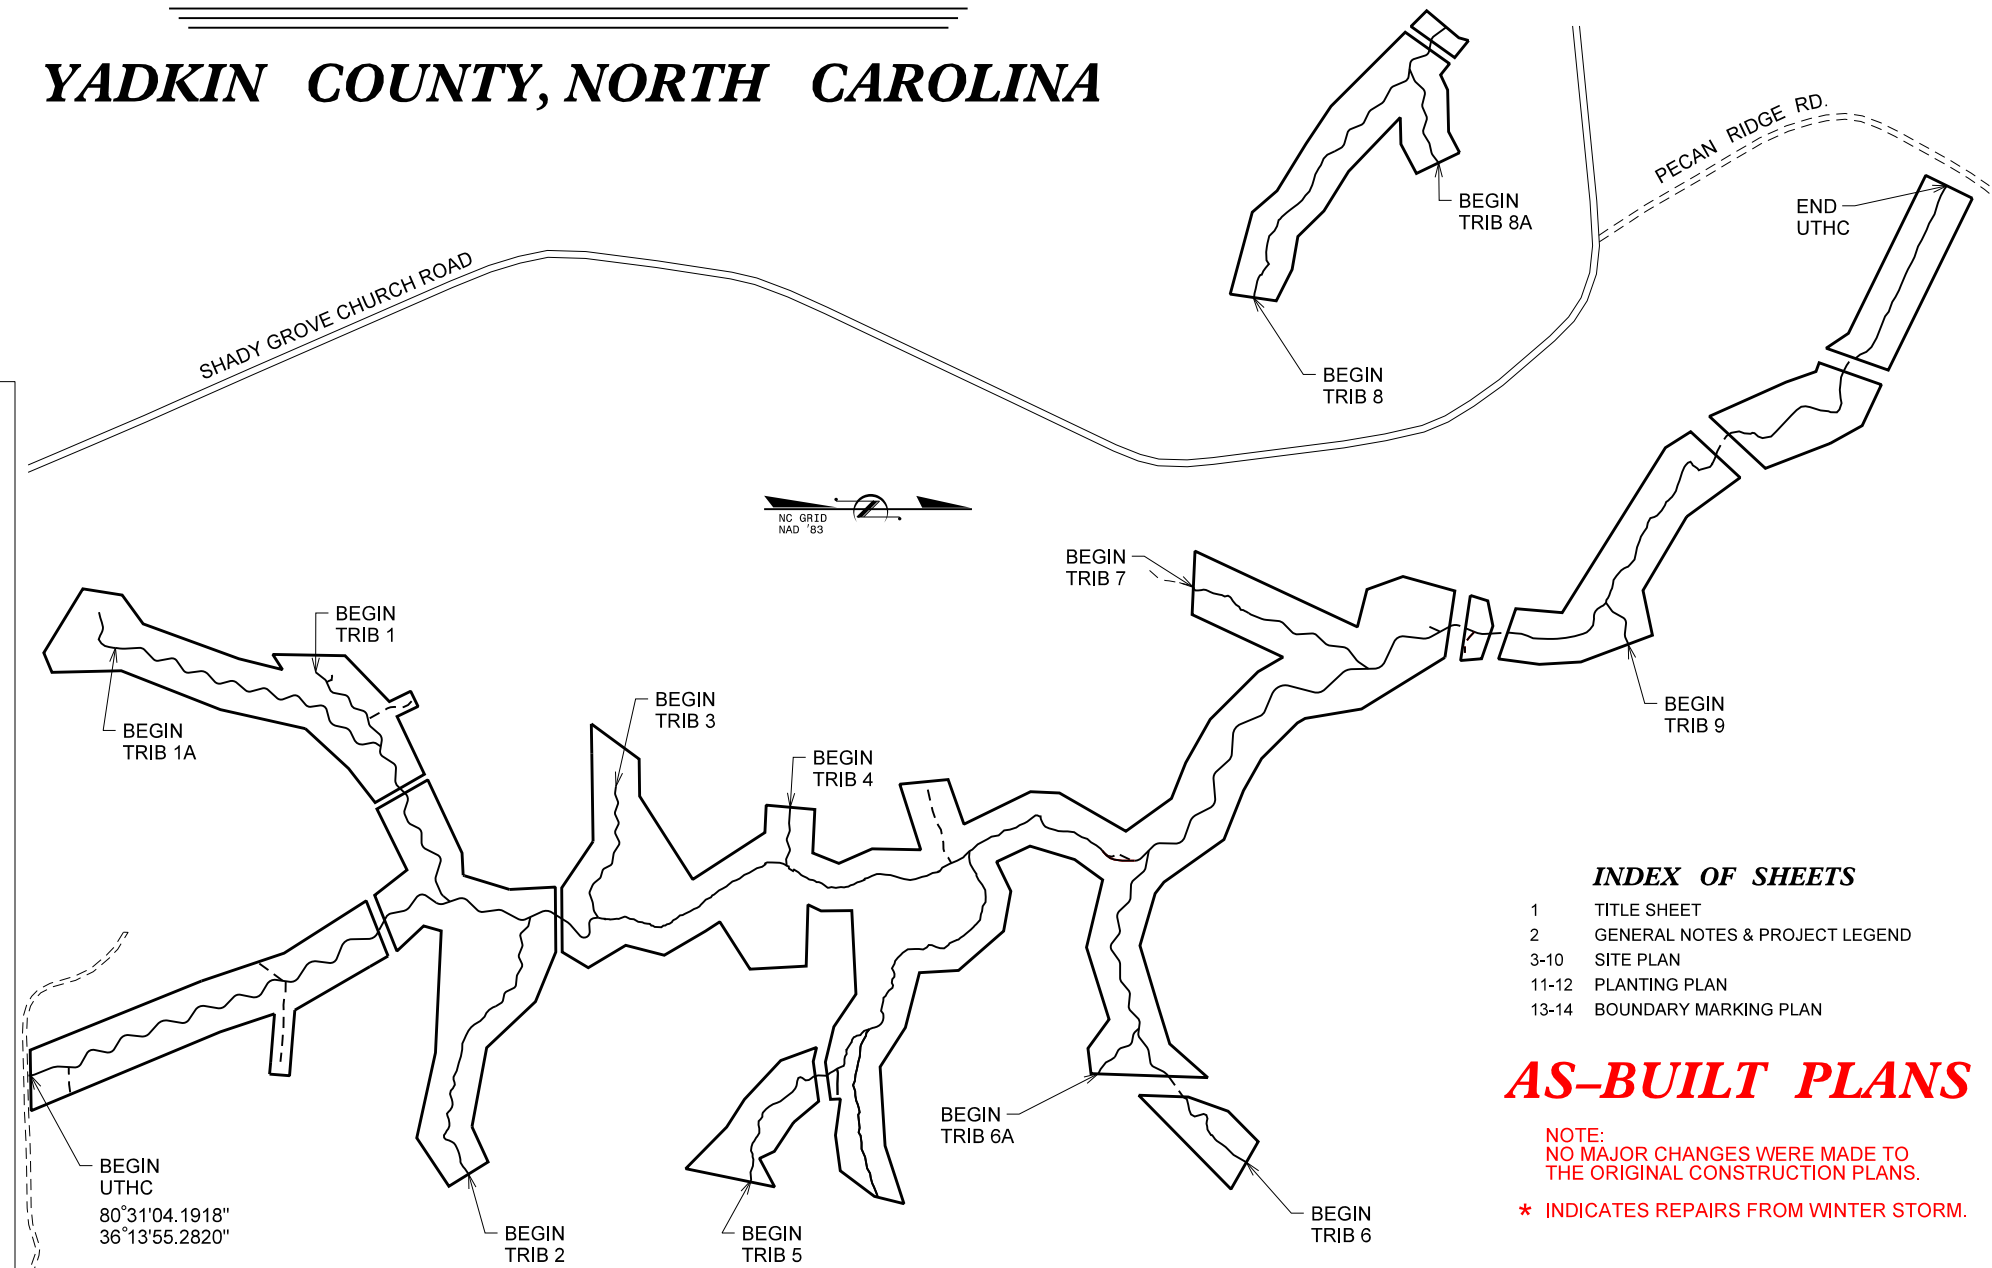 YADKIN COUNTY, NORTH CAROLINA
PECAN RIDGE RD.
BEGIN
TRIB 8A
END
UTHC
SHADY GROVE CHURCH ROAD
BEGIN
TRIB 8
NC GRID
NAD '83
BEGIN
TRIB 7
BEGIN
TRIB 1
BEGIN
TRIB 3
BEGIN
TRIB 9
BEGIN
TRIB 1A
BEGIN
TRIB 4
INDEX OF SHEETS
1 TITLE SHEET
2 GENERAL NOTES & PROJECT LEGEND
3-10 SITE PLAN
11-12 PLANTING PLAN
13-14 BOUNDARY MARKING PLAN
AS–BUILT PLANS
NOTE:
NO MAJOR CHANGES WERE MADE TO
THE ORIGINAL CONSTRUCTION PLANS.
* INDICATES REPAIRS FROM WINTER STORM.
BEGIN
TRIB 6A
BEGIN
UTHC
80°31'04.1918"
36°13'55.2820"
BEGIN
TRIB 2
BEGIN
TRIB 5
BEGIN
TRIB 6